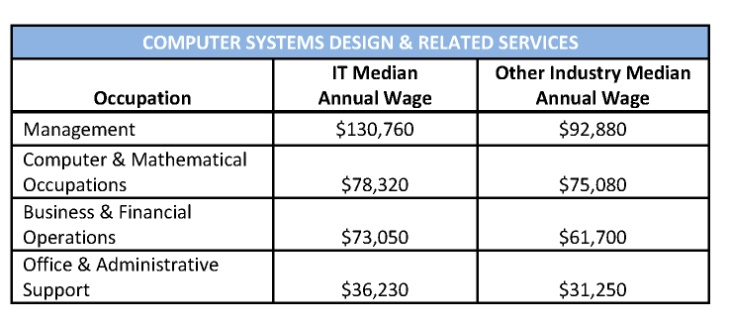 COMPUTER SYSTEMS DESIGN & RELATED SERVICES
Occupation
IT Median
Annual Wage
Other Industry Median
Annual Wage
Management $130,760 $92,880
Computer & Mathematical
Occupations $78,320 $75,080
Business & Financial
Operations $73,050 $61,700
Office & Administrative
Support $36,230 $31,250